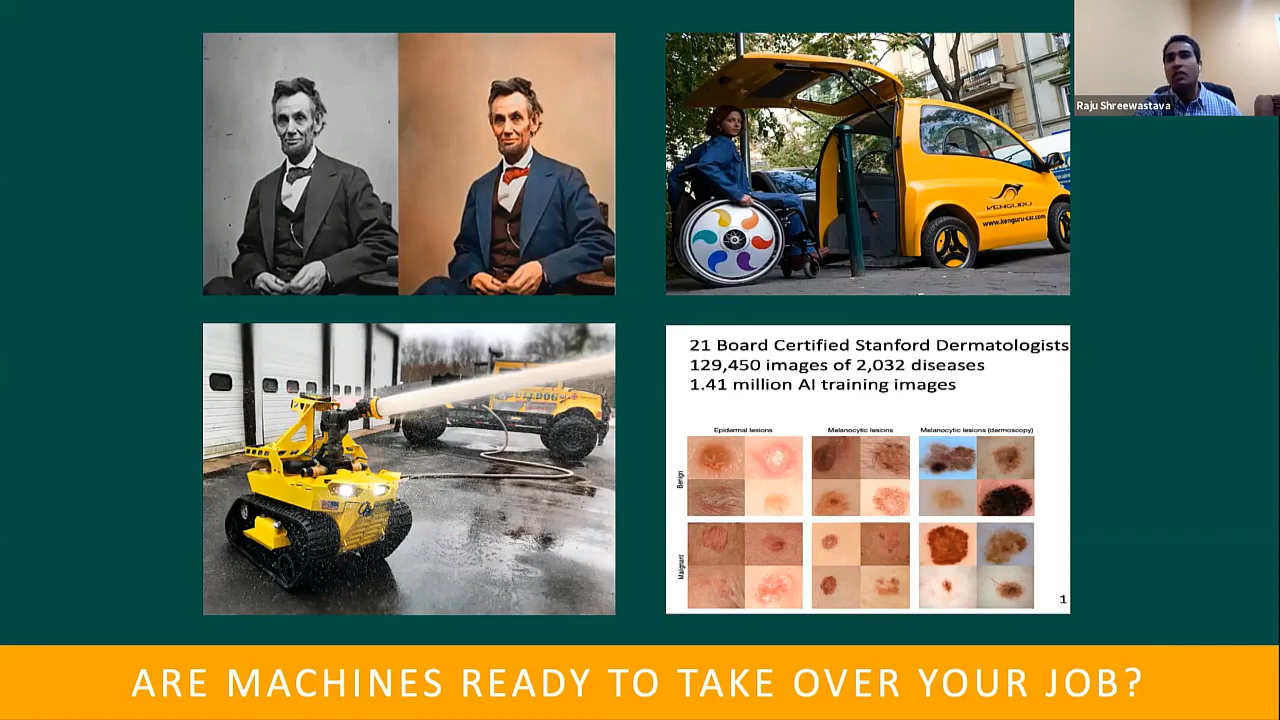 Raju Shreewastava
KENGURU
www.kenguru-car.com
BULLDOG
21 Board Certified Stanford Dermatologists
129,450 images of 2,032 diseases
1.41 million AI training images
Epidermal lesions
Melanocytic lesions
Melanocytic lesions (dermoscopy)
Benign
Malignant
1
ARE MACHINES READY TO TAKE OVER YOUR JOB?